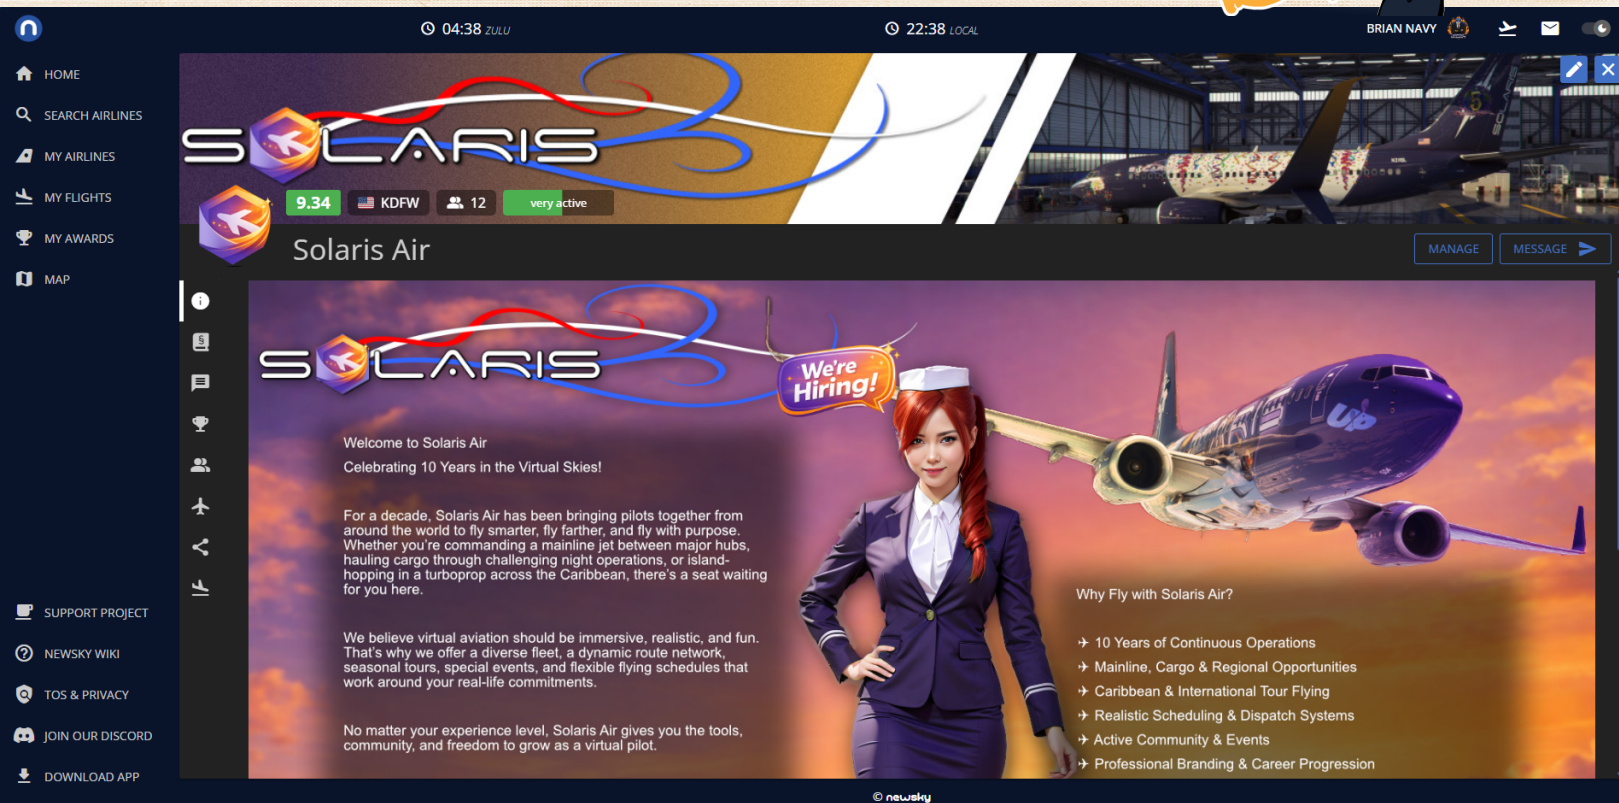 04:38 ZULU
22:38 LOCAL
BRIAN NAVY
HOME
SEARCH AIRLINES
MY AIRLINES
MY FLIGHTS
MY AWARDS
MAP
SUPPORT PROJECT
NEWSKY WIKI
TOS & PRIVACY
JOIN OUR DISCORD
DOWNLOAD APP
SOLARIS
9.34
KDFW
12
very active
Solaris Air
MANAGE
MESSAGE
SOLARIS
We're
Hiring!
UP
Welcome to Solaris Air
Celebrating 10 Years in the Virtual Skies!
For a decade, Solaris Air has been bringing pilots together from
around the world to fly smarter, fly farther, and fly with purpose.
Whether you're commanding a mainline jet between major hubs,
hauling cargo through challenging night operations, or island-
hopping in a turboprop across the Caribbean, there's a seat waiting
for you here.
We believe virtual aviation should be immersive, realistic, and fun.
That's why we offer a diverse fleet, a dynamic route network,
seasonal tours, special events, and flexible flying schedules that
work around your real-life commitments.
No matter your experience level, Solaris Air gives you the tools,
community, and freedom to grow as a virtual pilot.
Why Fly with Solaris Air?
✈ 10 Years of Continuous Operations
✈ Mainline, Cargo & Regional Opportunities
✈ Caribbean & International Tour Flying
✈ Realistic Scheduling & Dispatch Systems
✈ Active Community & Events
✈ Professional Branding & Career Progression
© newsky